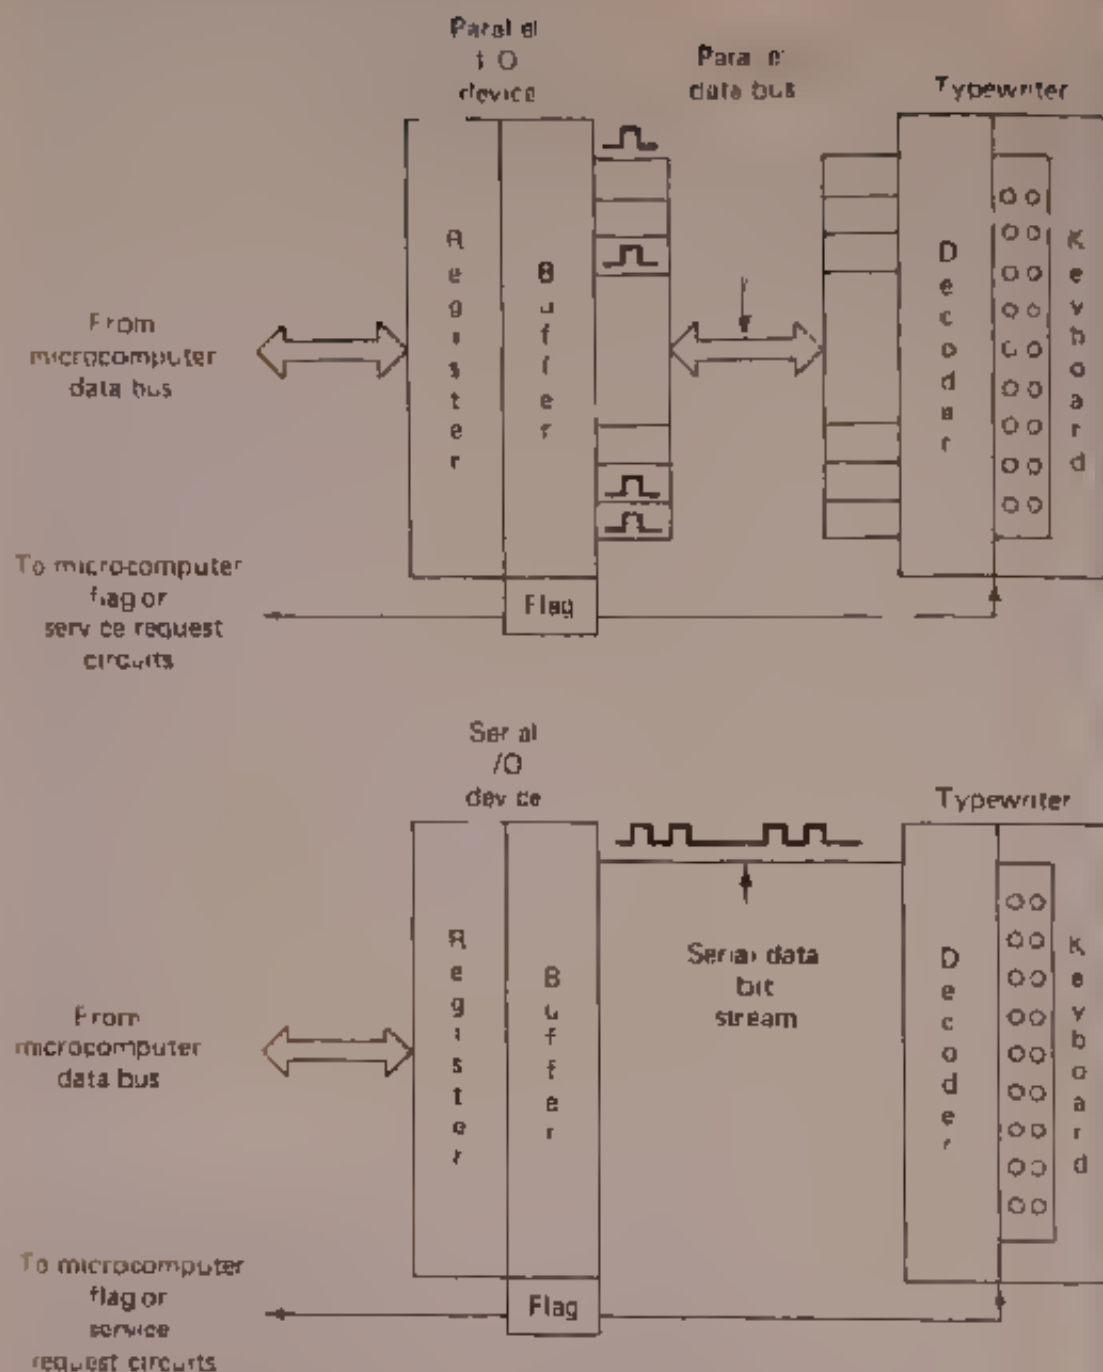 Parallel
I/O
device
Parallel
data bus
Typewriter
Register
Buffer
Decoder
Keyboard
From
microcomputer
data bus
To microcomputer
flag or
service request
circuits
Flag
Serial
I/O
device
Typewriter
Register
Buffer
Serial data
bit
stream
Decoder
Keyboard
From
microcomputer
data bus
To microcomputer
flag or
service
request circuits
Flag